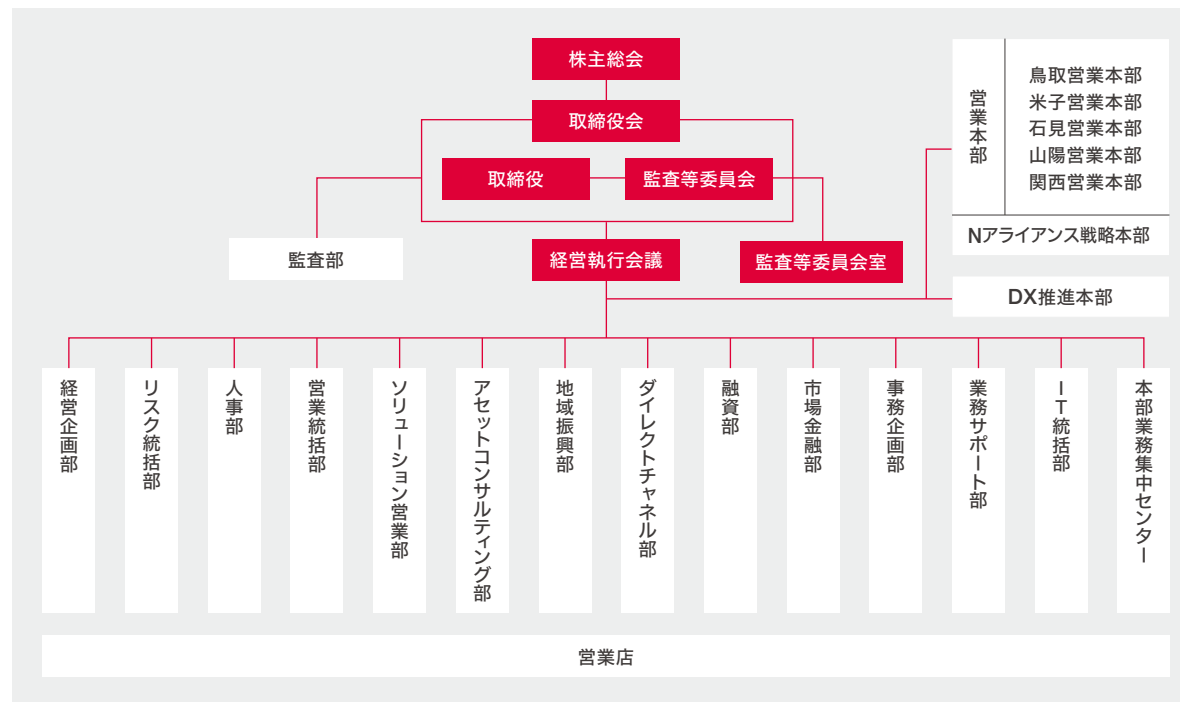 株主総会
取締役会
取締役
監査等委員会
監査部
経営執行会議
監査等委員会室
営業本部
鳥取営業本部
米子営業本部
石見営業本部
山陽営業本部
関西営業本部
Nアライアンス戦略本部
DX推進本部
経営企画部
リスク統括部
人事部
営業統括部
ソリューション営業部
アセットコンサルティング部
地域振興部
ダイレクトチャネル部
融資部
市場金融部
事務企画部
業務サポート部
IT統括部
本部業務集中センター
営業店